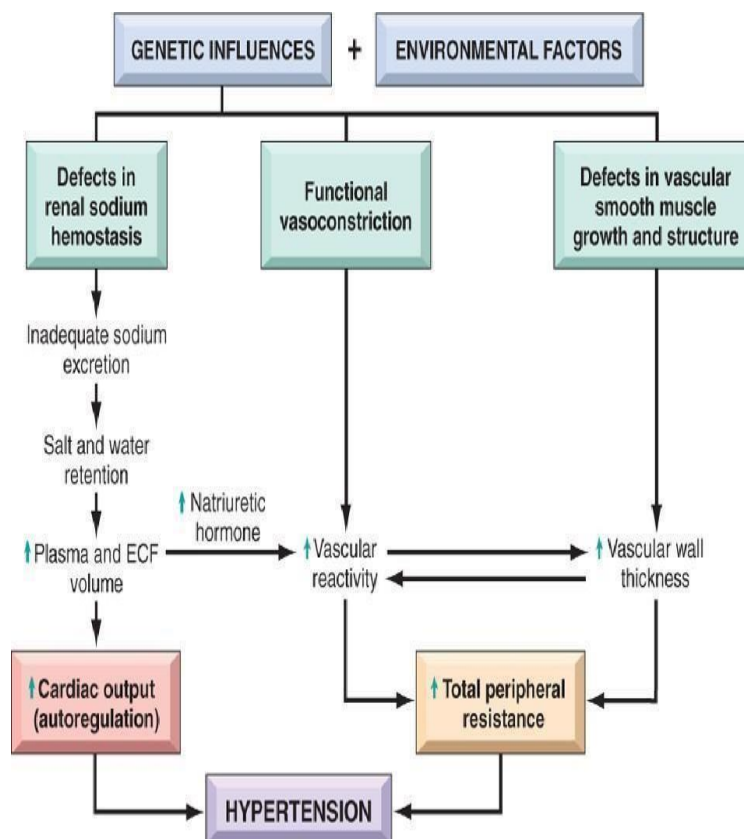 GENETIC INFLUENCES + ENVIRONMENTAL FACTORS
Defects in
renal sodium
hemostasis
Functional
vasoconstriction
Defects in vascular
smooth muscle
growth and structure
Inadequate sodium
excretion
Salt and water
retention
↑ Natriuretic
hormone
↑ Plasma and ECF
volume
↑ Vascular
reactivity
↑ Vascular wall
thickness
↑ Cardiac output
(autoregulation)
↑ Total peripheral
resistance
HYPERTENSION